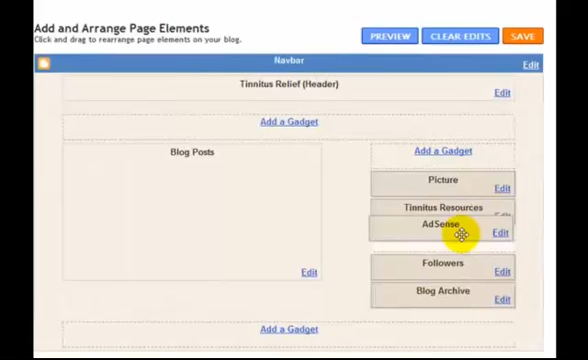 Add and Arrange Page Elements
Click and drag to rearrange page elements on your blog.
PREVIEW
CLEAR EDITS
SAVE
Navbar
Edit
Tinnitus Relief (Header)
Edit
Add a Gadget
Blog Posts
Edit
Add a Gadget
Picture
Edit
Tinnitus Resources
AdSense
Edit
Followers
Edit
Blog Archive
Edit
Add a Gadget